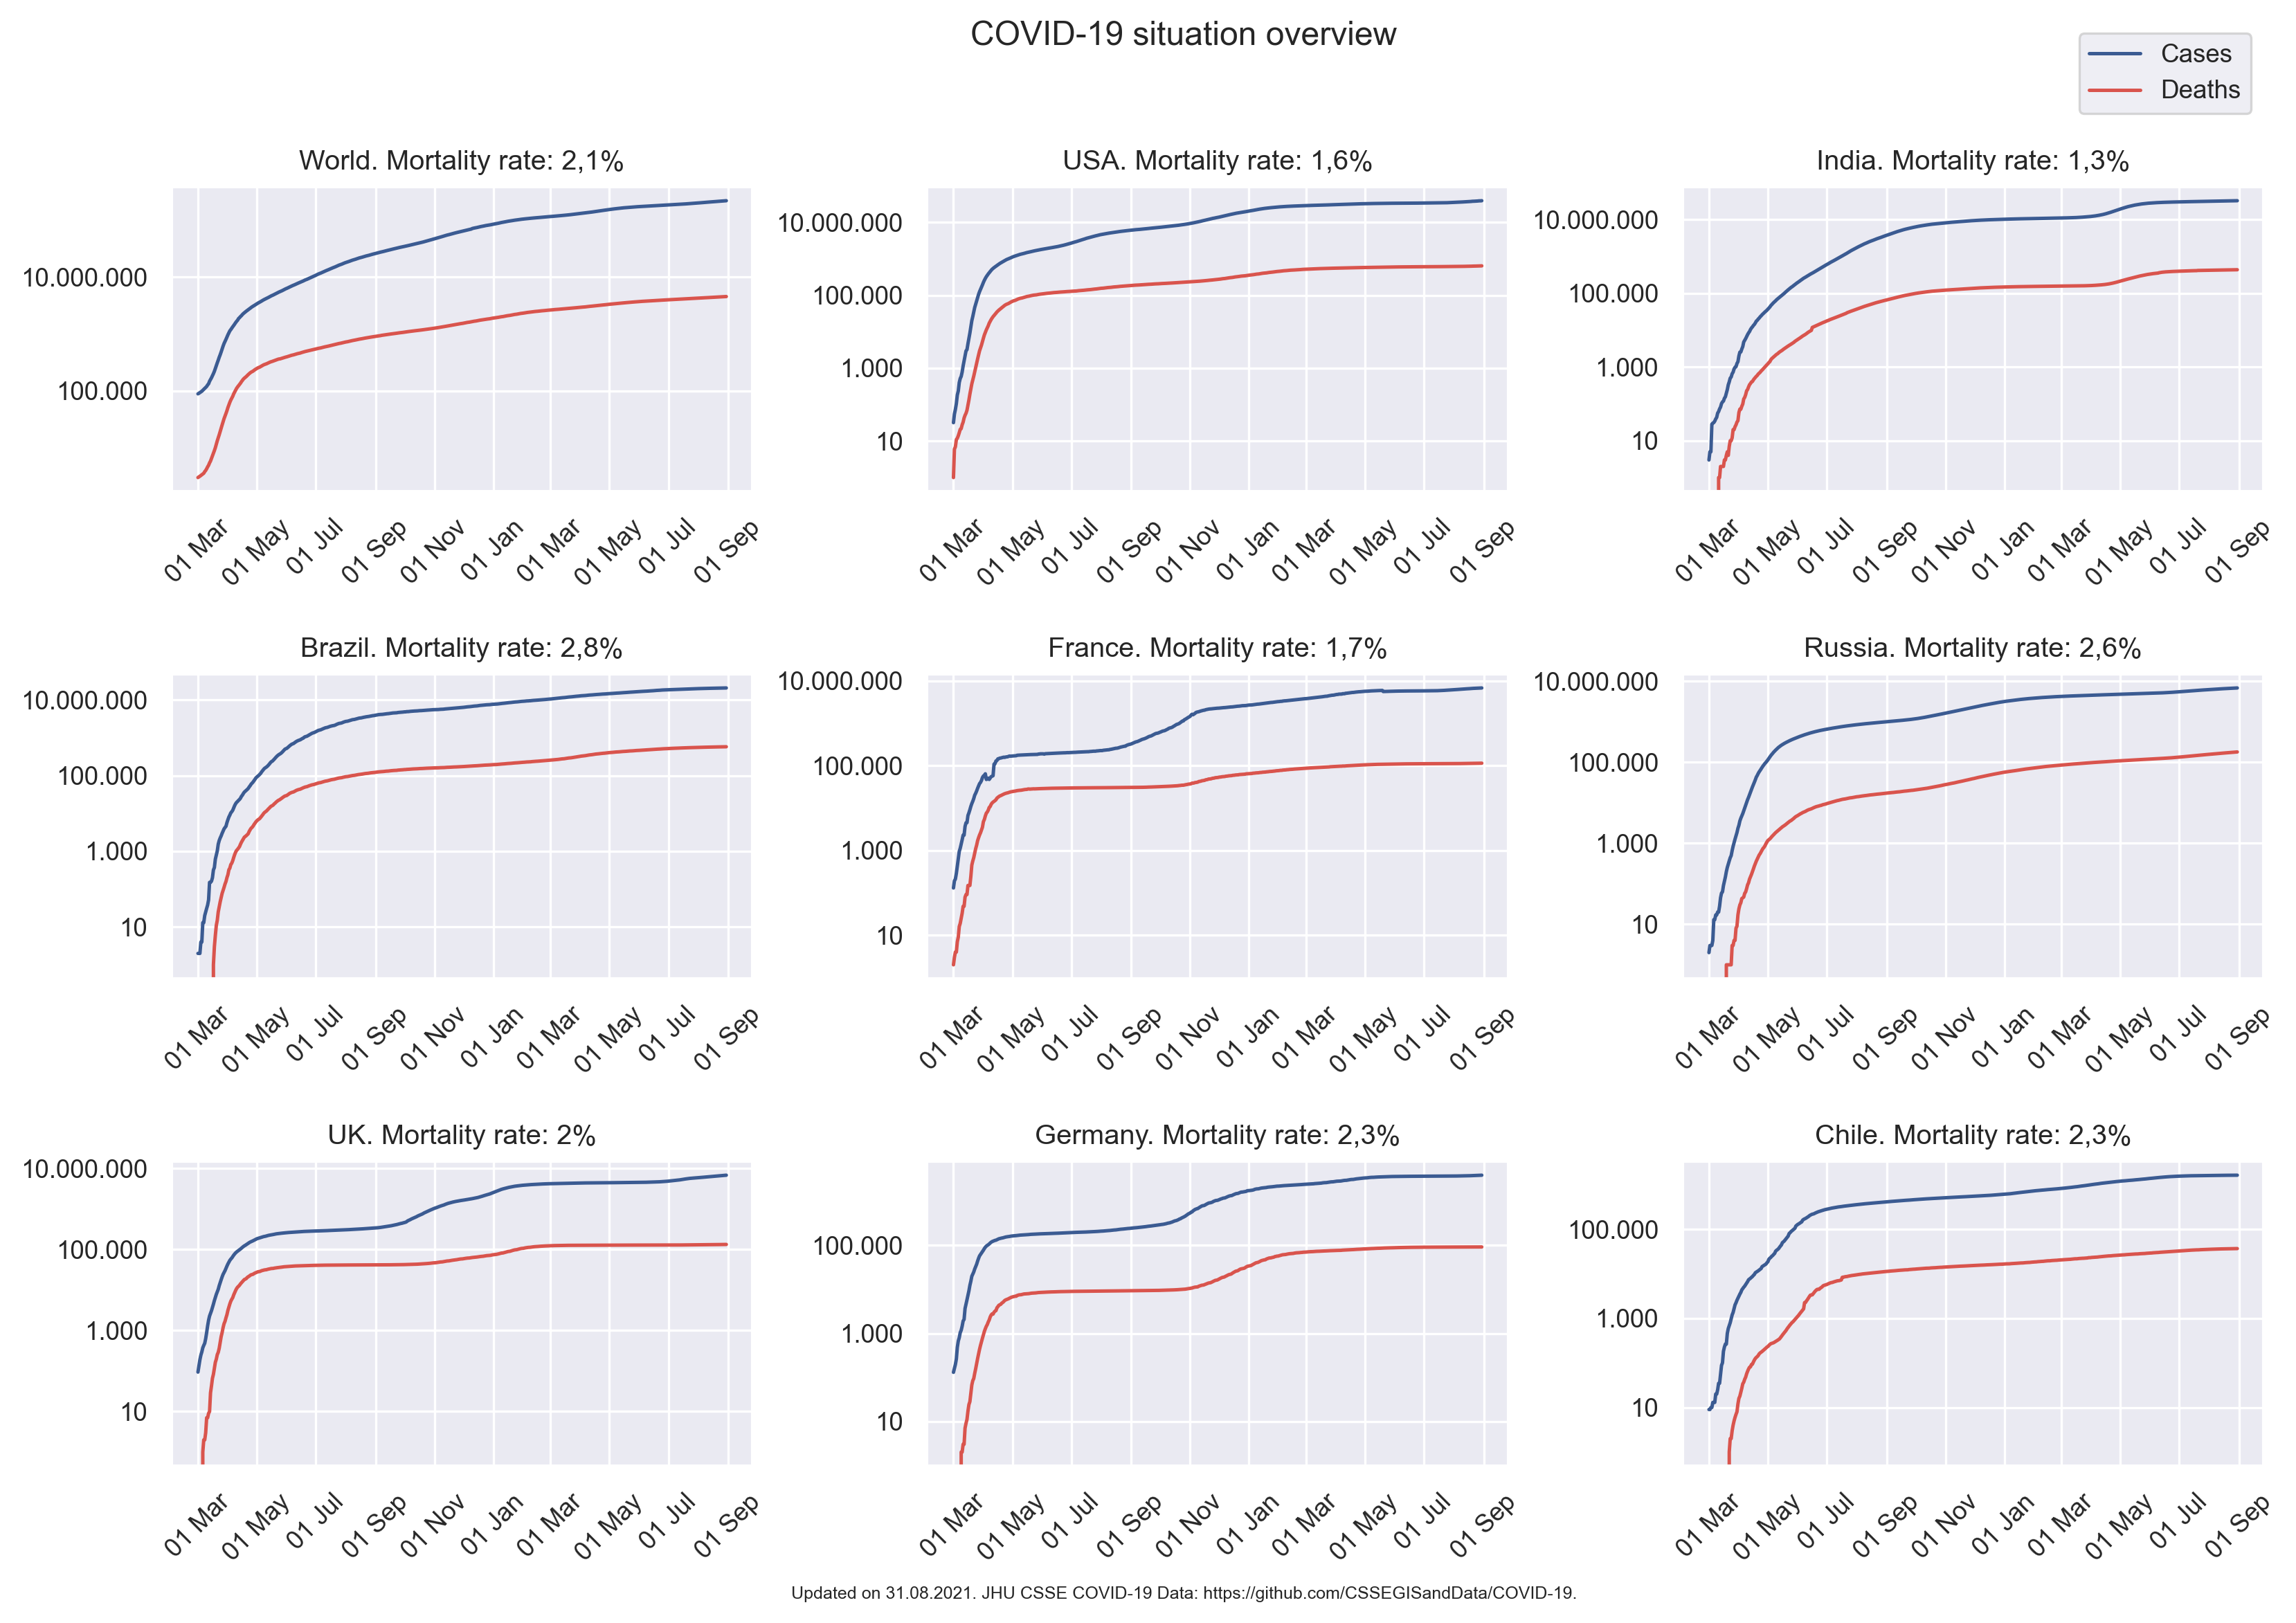 COVID-19 situation overview
Cases
Deaths
World. Mortality rate: 2,1%
10.000.000
100.000
01 Mar 01 May 01 Jul 01 Sep 01 Nov 01 Jan 01 Mar 01 May 01 Jul 01 Sep
USA. Mortality rate: 1,6%
10.000.000
100.000
1.000
10
01 Mar 01 May 01 Jul 01 Sep 01 Nov 01 Jan 01 Mar 01 May 01 Jul 01 Sep
India. Mortality rate: 1,3%
10.000.000
100.000
1.000
10
01 Mar 01 May 01 Jul 01 Sep 01 Nov 01 Jan 01 Mar 01 May 01 Jul 01 Sep
Brazil. Mortality rate: 2,8%
10.000.000
100.000
1.000
10
01 Mar 01 May 01 Jul 01 Sep 01 Nov 01 Jan 01 Mar 01 May 01 Jul 01 Sep
France. Mortality rate: 1,7%
10.000.000
100.000
1.000
10
01 Mar 01 May 01 Jul 01 Sep 01 Nov 01 Jan 01 Mar 01 May 01 Jul 01 Sep
Russia. Mortality rate: 2,6%
10.000.000
100.000
1.000
10
01 Mar 01 May 01 Jul 01 Sep 01 Nov 01 Jan 01 Mar 01 May 01 Jul 01 Sep
UK. Mortality rate: 2%
10.000.000
100.000
1.000
10
01 Mar 01 May 01 Jul 01 Sep 01 Nov 01 Jan 01 Mar 01 May 01 Jul 01 Sep
Germany. Mortality rate: 2,3%
100.000
1.000
10
01 Mar 01 May 01 Jul 01 Sep 01 Nov 01 Jan 01 Mar 01 May 01 Jul 01 Sep
Chile. Mortality rate: 2,3%
100.000
1.000
10
01 Mar 01 May 01 Jul 01 Sep 01 Nov 01 Jan 01 Mar 01 May 01 Jul 01 Sep
Updated on 31.08.2021. JHU CSSE COVID-19 Data: https://github.com/CSSEGISandData/COVID-19.